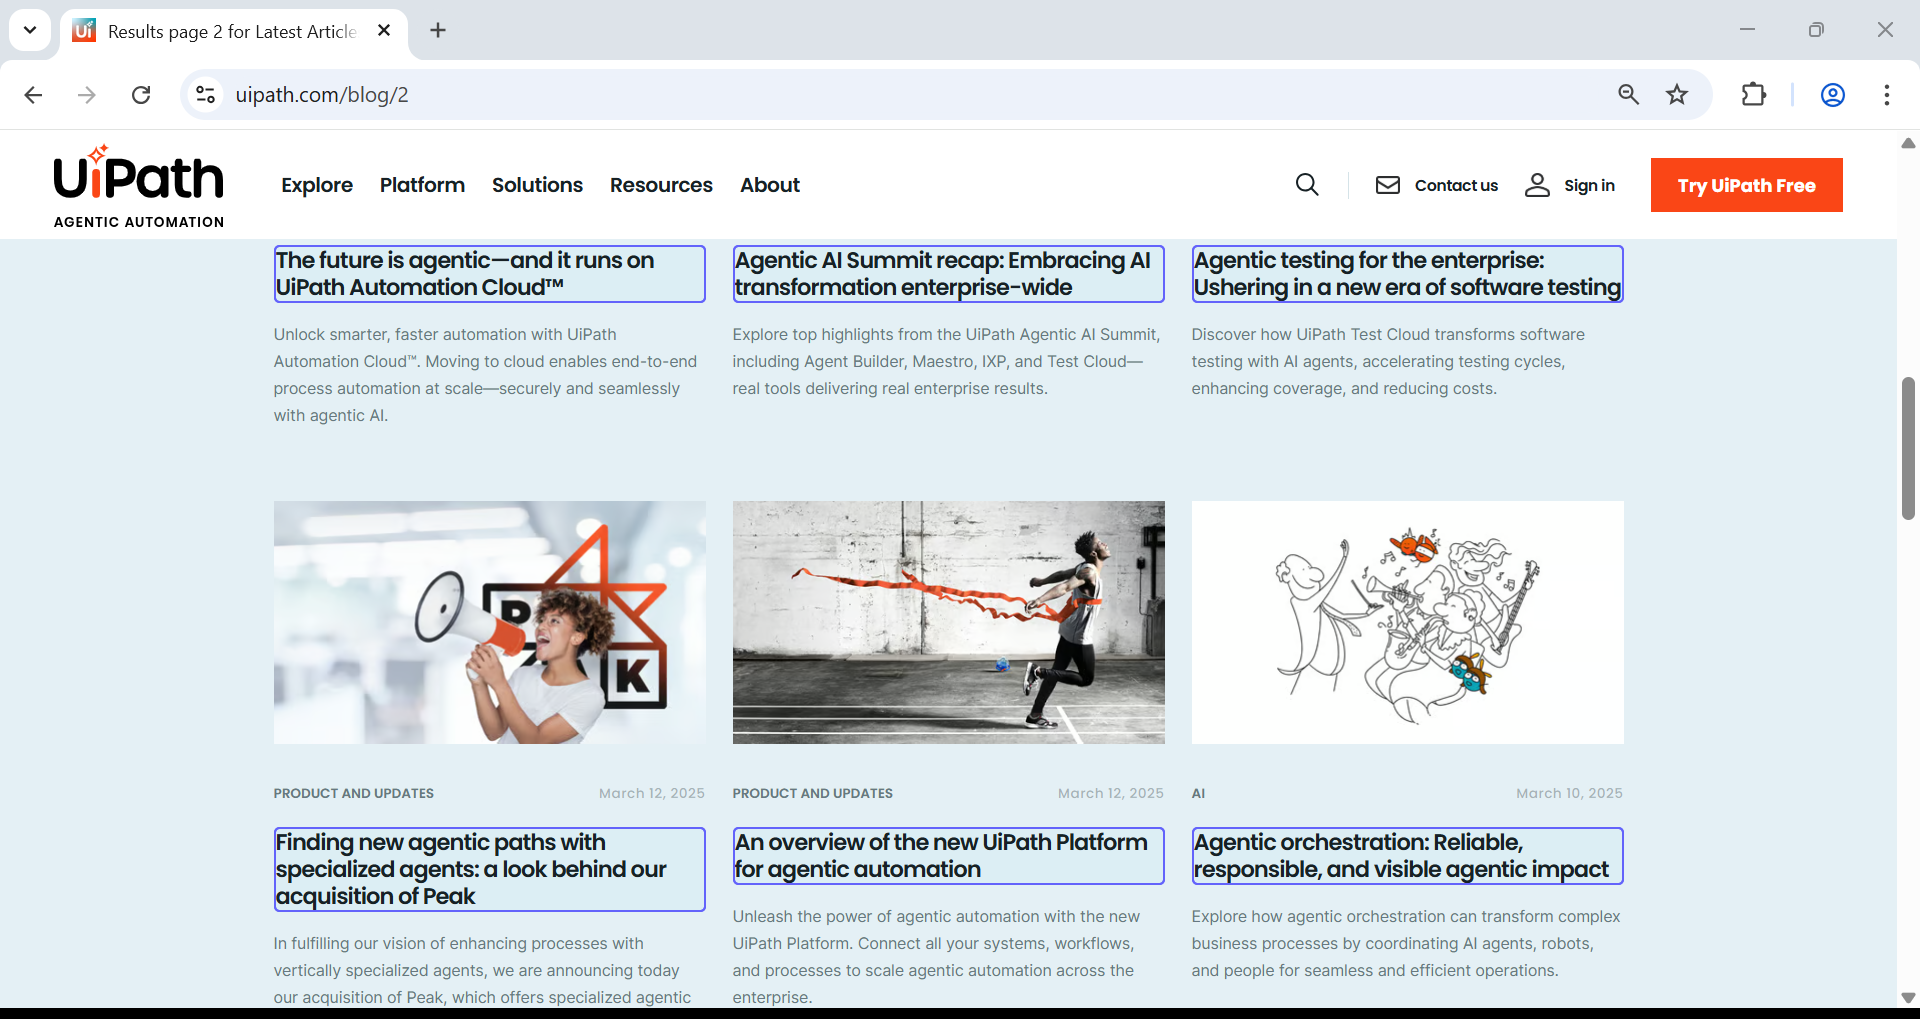 Results page 2 for Latest Article
uipath.com/blog/2
UiPath
AGENTIC AUTOMATION
Explore
Platform
Solutions
Resources
About
Contact us
Sign in
Try UiPath Free
The future is agentic—and it runs on
UiPath Automation Cloud™
Unlock smarter, faster automation with UiPath
Automation Cloud™. Moving to cloud enables end-to-end
process automation at scale—securely and seamlessly
with agentic AI.
Agentic AI Summit recap: Embracing AI
transformation enterprise-wide
Explore top highlights from the UiPath Agentic AI Summit,
including Agent Builder, Maestro, IXP, and Test Cloud—
real tools delivering real enterprise results.
Agentic testing for the enterprise:
Ushering in a new era of software testing
Discover how UiPath Test Cloud transforms software
testing with AI agents, accelerating testing cycles,
enhancing coverage, and reducing costs.
PRODUCT AND UPDATES
March 12, 2025
Finding new agentic paths with
specialized agents: a look behind our
acquisition of Peak
In fulfilling our vision of enhancing processes with
vertically specialized agents, we are announcing today
our acquisition of Peak, which offers specialized agentic
PRODUCT AND UPDATES
March 12, 2025
An overview of the new UiPath Platform
for agentic automation
Unleash the power of agentic automation with the new
UiPath Platform. Connect all your systems, workflows,
and processes to scale agentic automation across the
enterprise.
AI
March 10, 2025
Agentic orchestration: Reliable,
responsible, and visible agentic impact
Explore how agentic orchestration can transform complex
business processes by coordinating AI agents, robots,
and people for seamless and efficient operations.